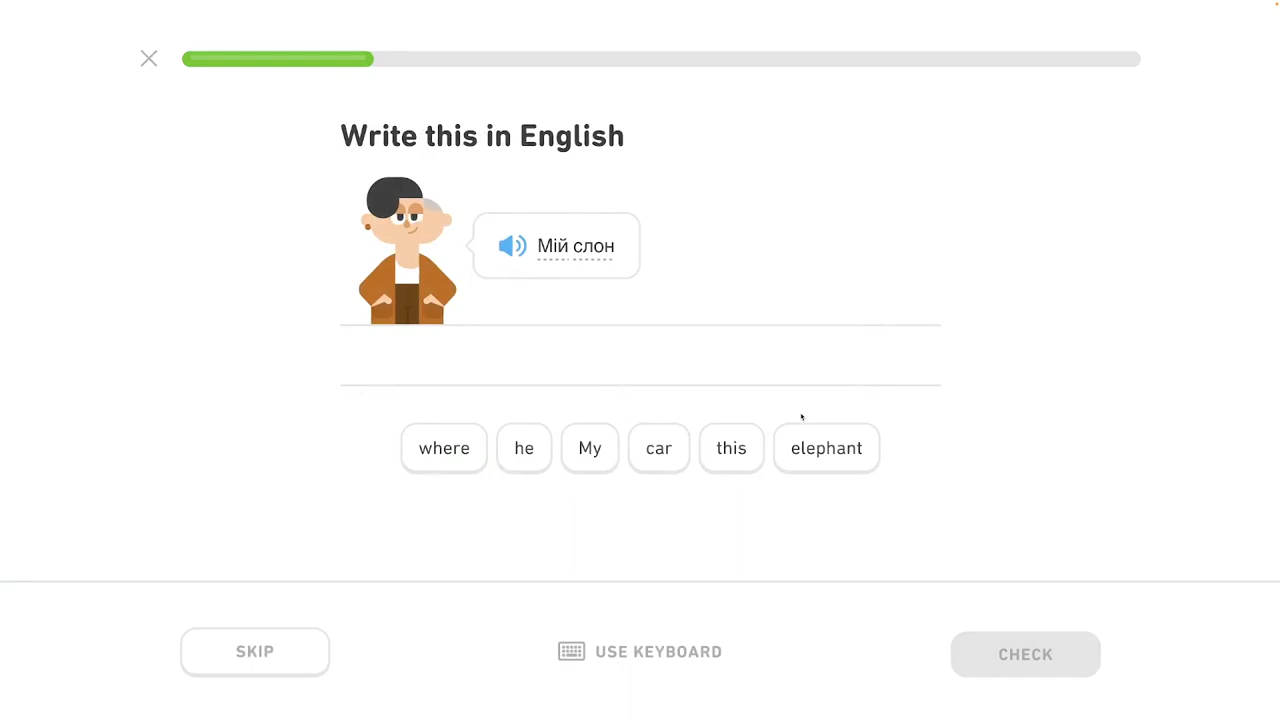 Write this in English
Мій слон
where he My car this elephant
SKIP USE KEYBOARD CHECK